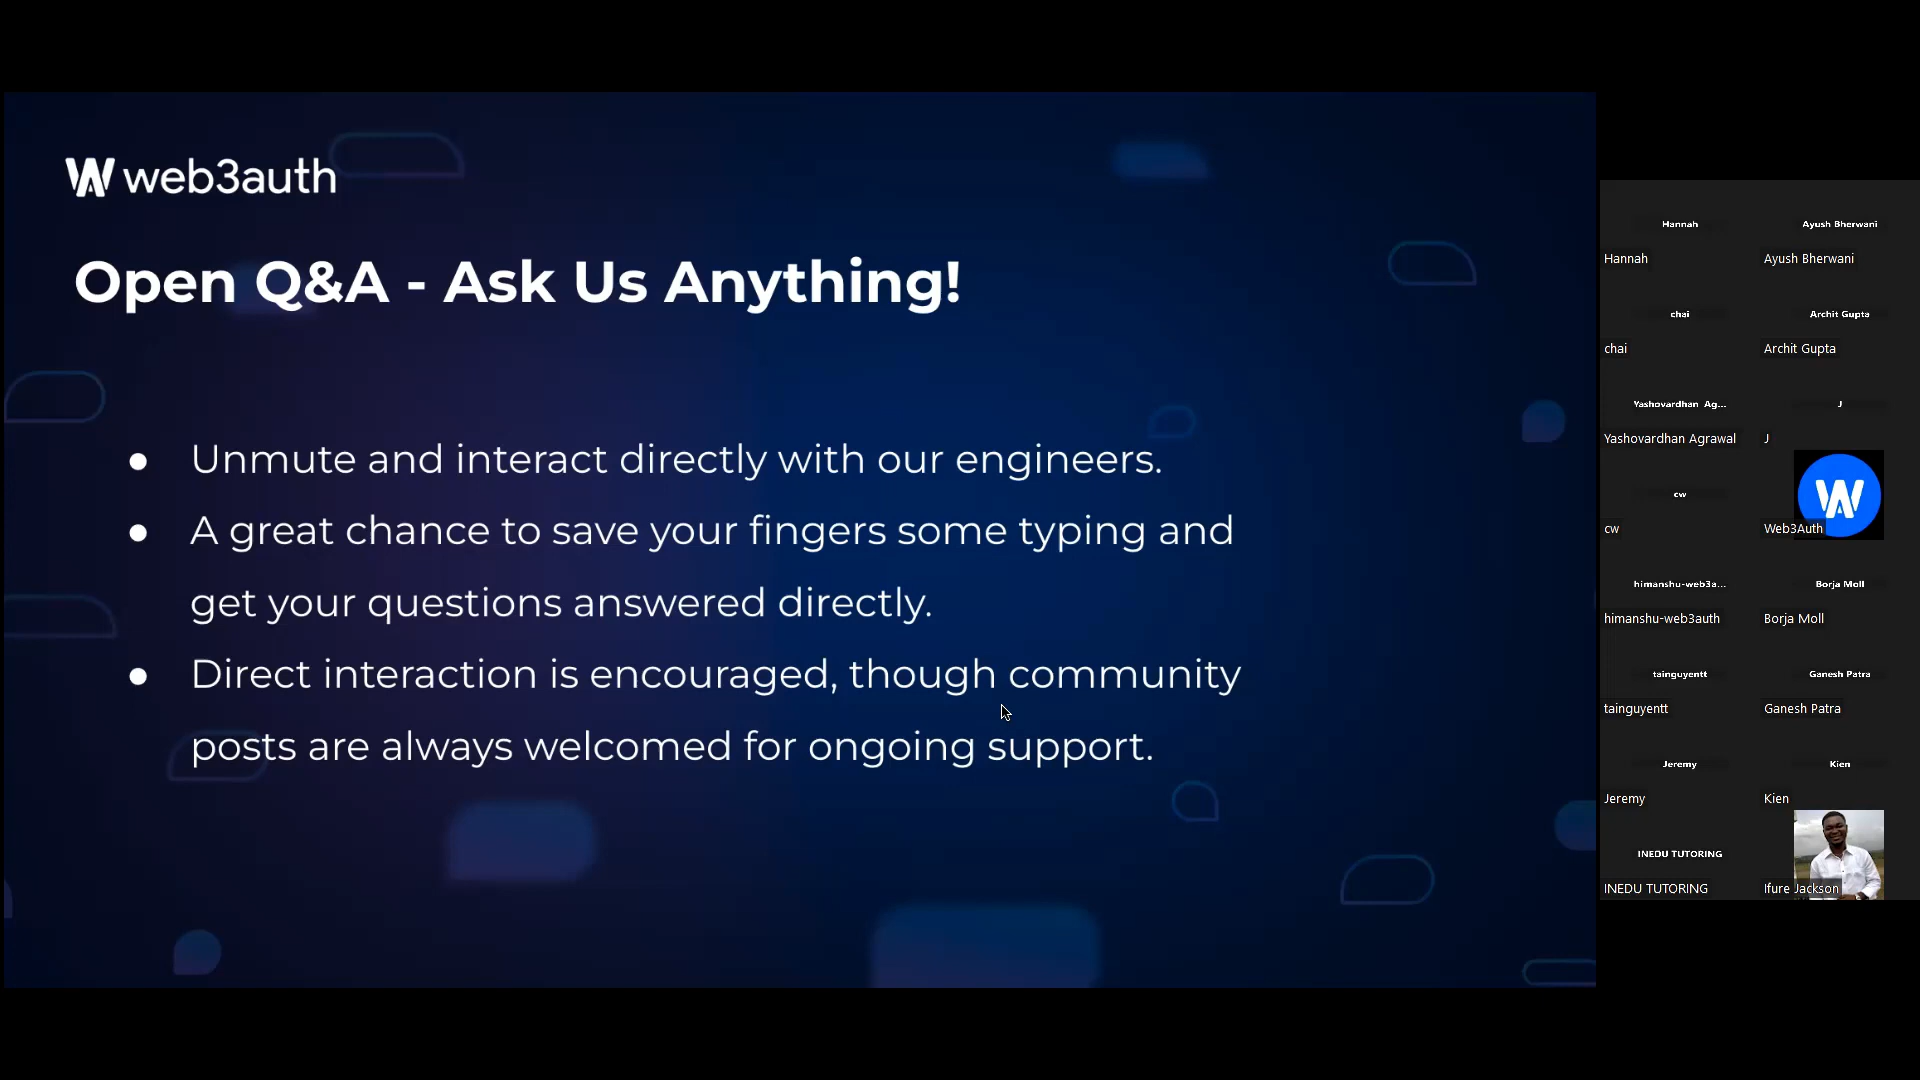 web3auth
Open Q&A - Ask Us Anything!
● Unmute and interact directly with our engineers.
● A great chance to save your fingers some typing and
get your questions answered directly.
● Direct interaction is encouraged, though community
posts are always welcomed for ongoing support.
Hannah
Hannah
Ayush Bherwani
Ayush Bherwani
chai
chai
Archit Gupta
Archit Gupta
Yashovardhan Ag...
Yashovardhan Agrawal
J
J
cw
cw
W
Web3Auth
himanshu-web3a...
himanshu-web3auth
Borja Moll
Borja Moll
tainguyentt
tainguyentt
Ganesh Patra
Ganesh Patra
Jeremy
Jeremy
Kien
Kien
INEDU TUTORING
INEDU TUTORING
Ifure Jackson